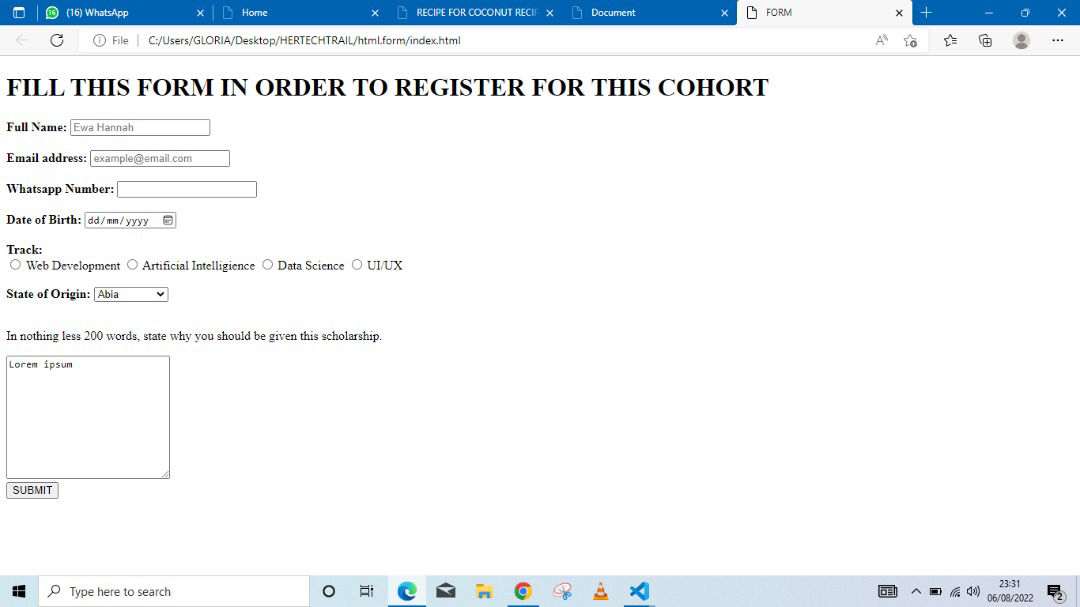 (16) WhatsApp
Home
RECIPE FOR COCONUT RECIP
Document
FORM
File
C:/Users/GLORIA/Desktop/HERTECHTRAIL/html.form/index.html
FILL THIS FORM IN ORDER TO REGISTER FOR THIS COHORT
Full Name: Ewa Hannah
Email address: example@email.com
Whatsapp Number:
Date of Birth: dd/mm/yyyy
Track:
Web Development Artificial Intelligience Data Science UI/UX
State of Origin: Abia
In nothing less 200 words, state why you should be given this scholarship.
Lorem ipsum
SUBMIT
Type here to search
23:31
06/08/2022
2